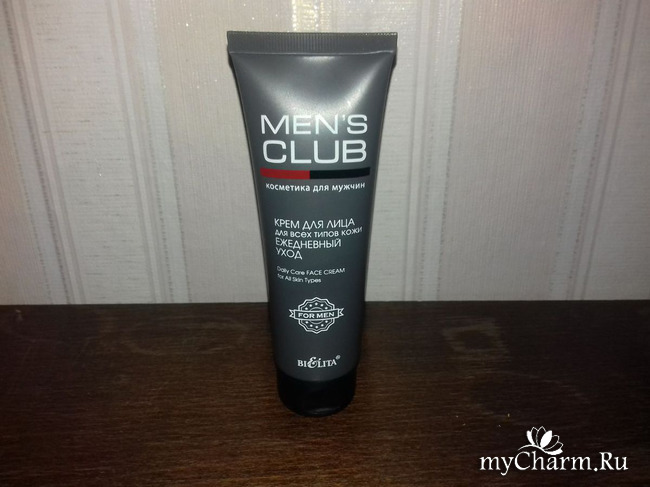 MEN'S
CLUB
косметика для мужчин
КРЕМ ДЛЯ ЛИЦА
ДЛЯ ВСЕХ ТИПОВ КОЖИ
ЕЖЕДНЕВНЫЙ
УХОД
Daily Care FACE CREAM
for All Skin Types
FOR MEN
BIELITA®
myCharm.Ru